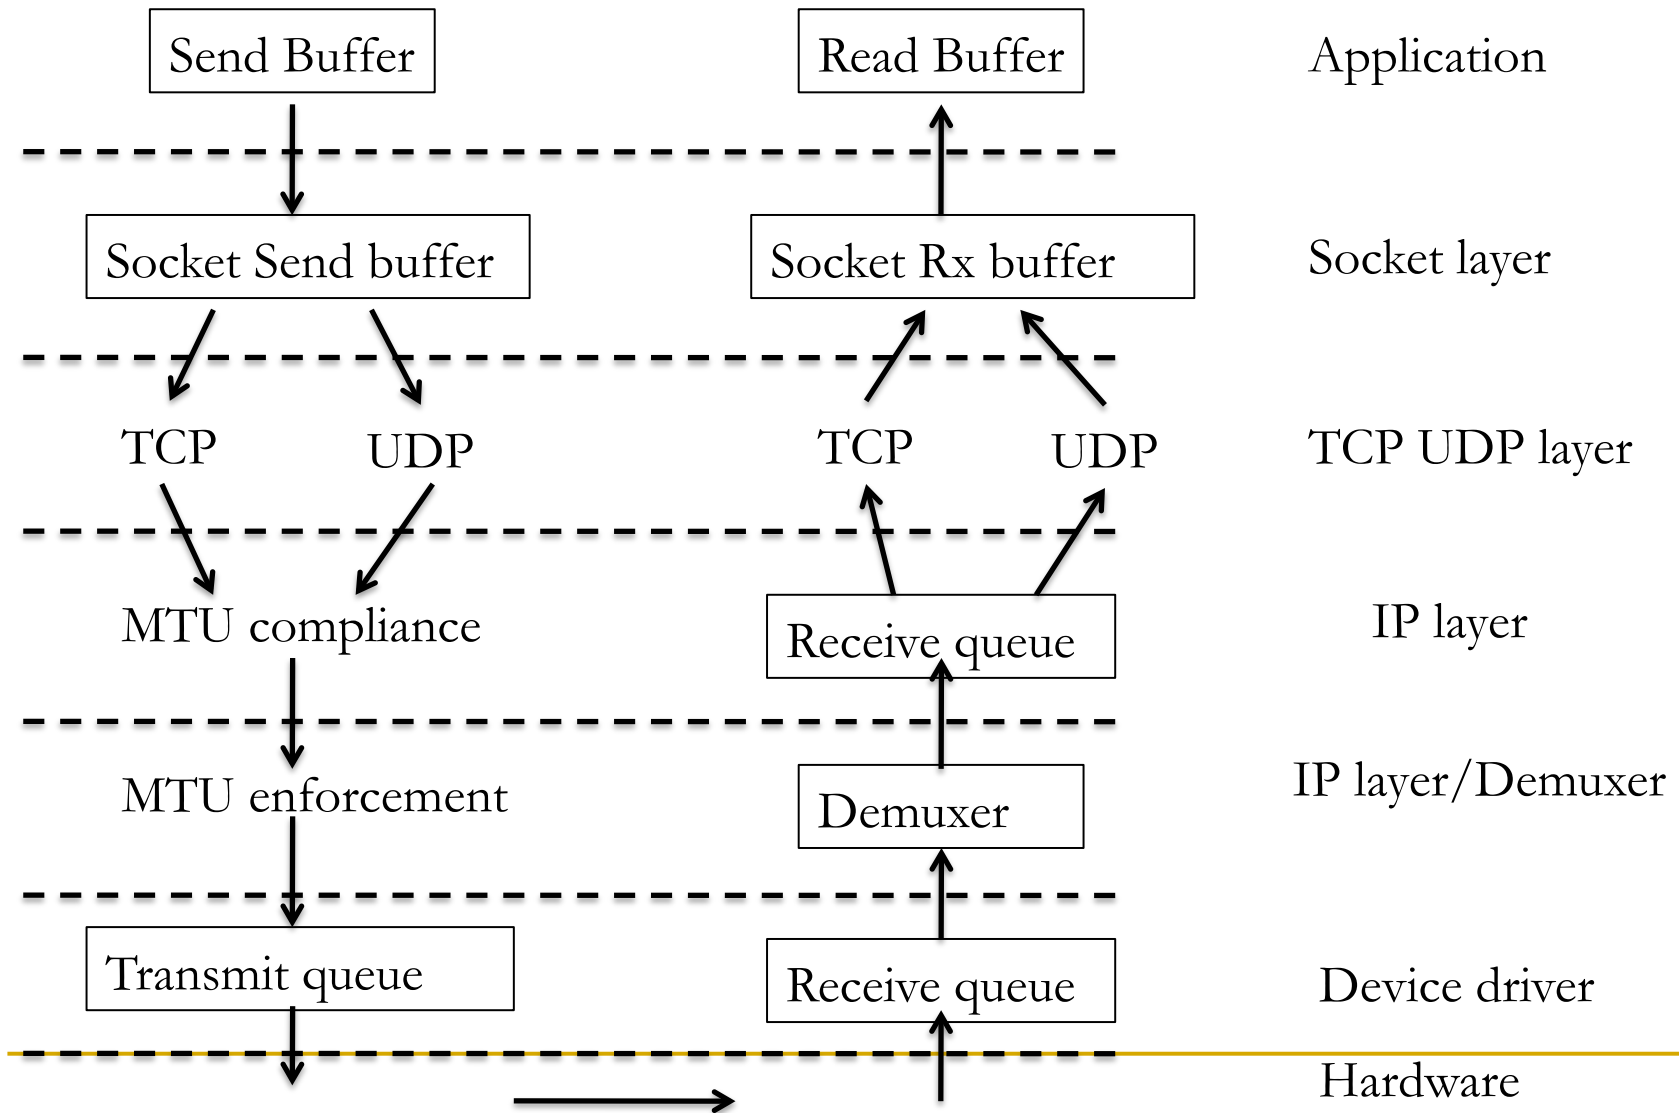 Send Buffer
Read Buffer
Application
Socket Send buffer
Socket Rx buffer
Socket layer
TCP
UDP
TCP
UDP
TCP UDP layer
MTU compliance
Receive queue
IP layer
MTU enforcement
Demuxer
IP layer/Demuxer
Transmit queue
Receive queue
Device driver
Hardware